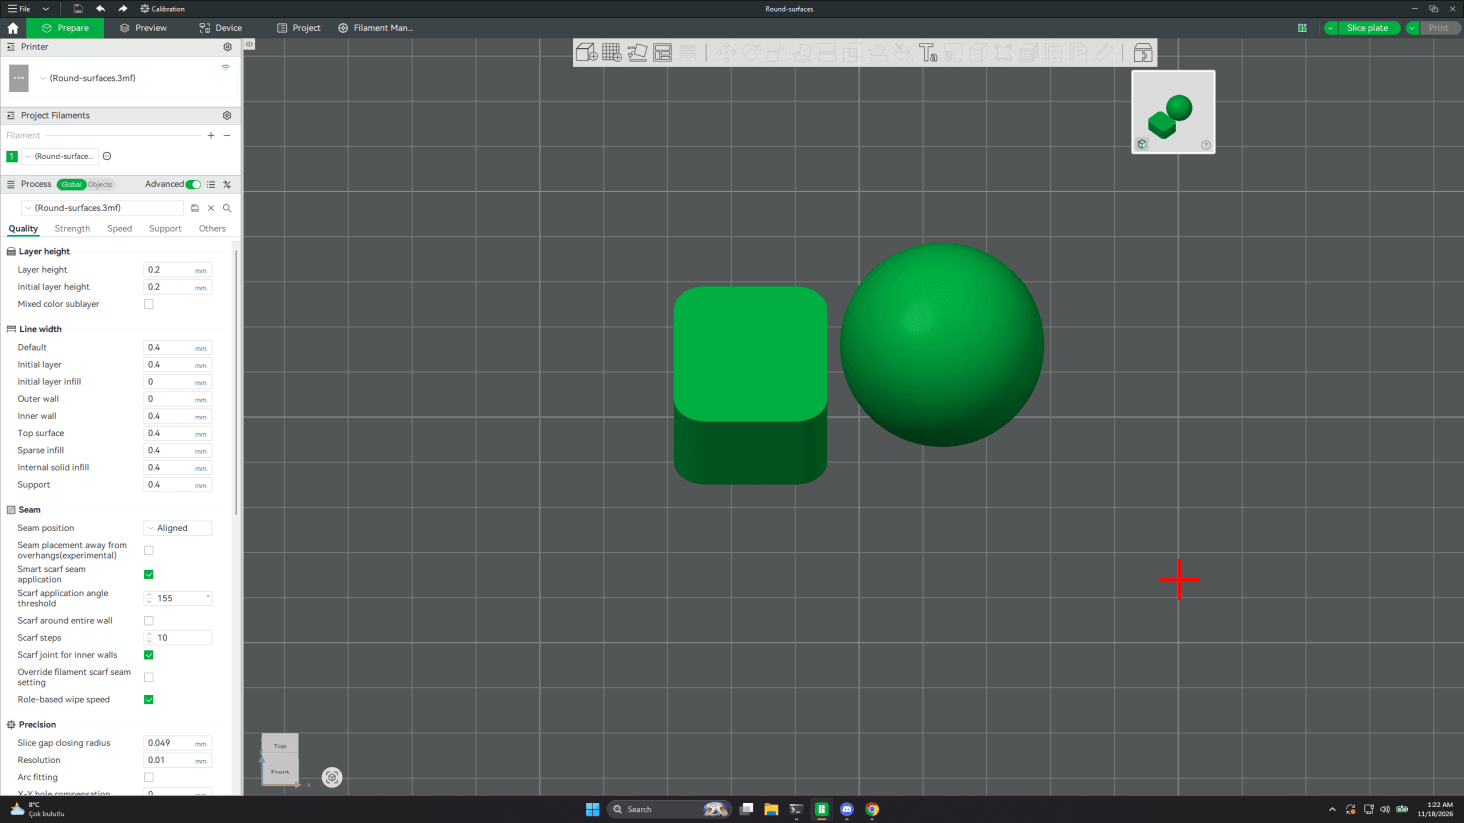 File
Calibration
Round-surfaces
Prepare
Preview
Device
Project
Filament Man...
Slice plate
Print
Printer
(Round-surfaces.3mf)
Project Filaments
Filament
1 (Round-surface...
Process Global Objects Advanced
(Round-surfaces.3mf)
Quality Strength Speed Support Others
Layer height
Layer height 0.2 mm
Initial layer height 0.2 mm
Mixed color sublayer
Line width
Default 0.4 mm
Initial layer 0.4 mm
Initial layer infill 0 mm
Outer wall 0 mm
Inner wall 0.4 mm
Top surface 0.4 mm
Sparse infill 0.4 mm
Internal solid infill 0.4 mm
Support 0.4 mm
Seam
Seam position Aligned
Seam placement away from
overhangs(experimental)
Smart scarf seam
application
Scarf application angle
threshold 155 °
Scarf around entire wall
Scarf steps 10
Scarf joint for inner walls
Override filament scarf seam
setting
Role-based wipe speed
Precision
Slice gap closing radius 0.049 mm
Resolution 0.01 mm
Arc fitting
X-Y hole compensation 0 mm
Ta
?
Top
Front
x
8°C
Çok bulutlu
Search
1:22 AM
11/18/2026